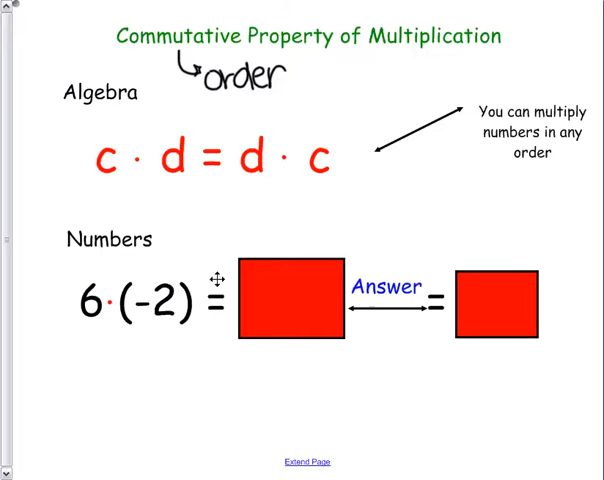 Commutative Property of Multiplication
order
Algebra
You can multiply
numbers in any
order
c · d = d · c
Numbers
6·(-2) =
Answer
=
Extend Page